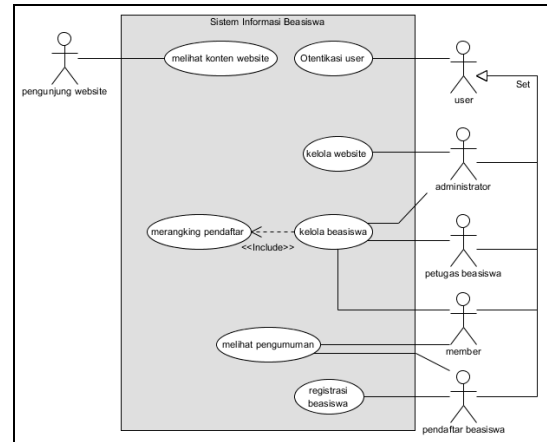 Sistem Informasi Beasiswa
melihat konten website
Otentikasi user
pengunjung website
user
Set
kelola website
administrator
merangking pendaftar
kelola beasiswa
<<Include>>
petugas beasiswa
melihat pengumuman
member
registrasi
beasiswa
pendaftar beasiswa